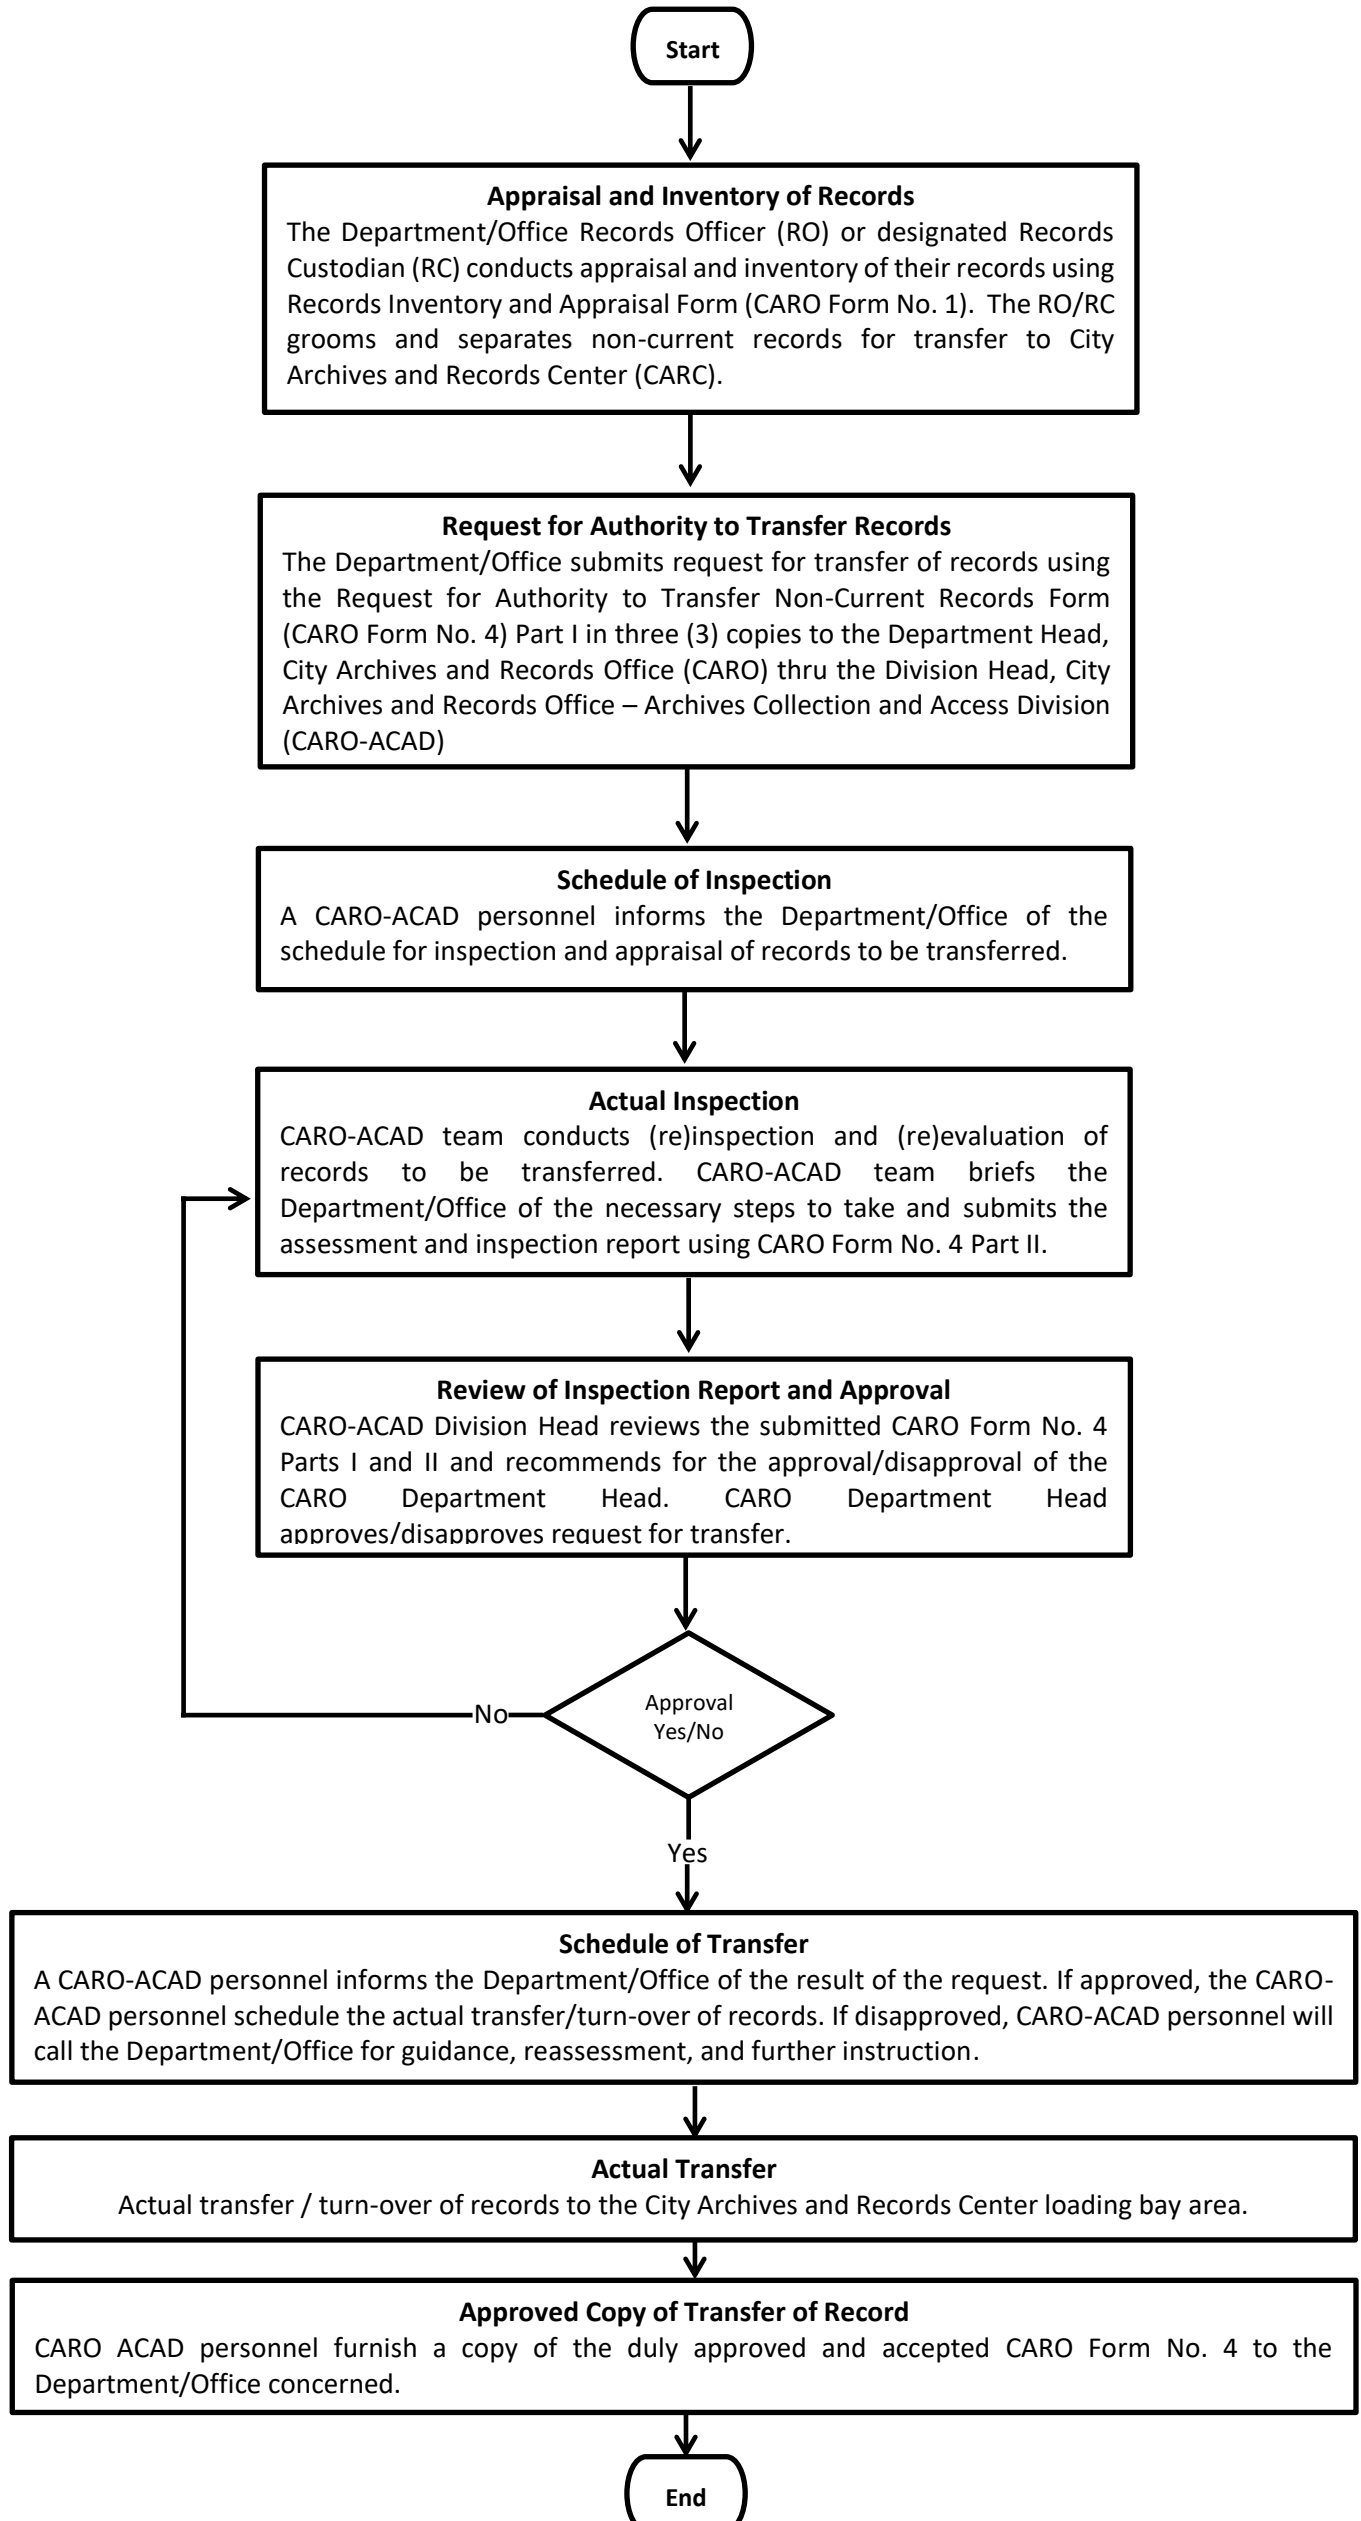 Start
Appraisal and Inventory of Records
The Department/Office Records Officer (RO) or designated Records
Custodian (RC) conducts appraisal and inventory of their records using
Records Inventory and Appraisal Form (CARO Form No. 1). The RO/RC
grooms and separates non-current records for transfer to City
Archives and Records Center (CARC).
Request for Authority to Transfer Records
The Department/Office submits request for transfer of records using
the Request for Authority to Transfer Non-Current Records Form
(CARO Form No. 4) Part I in three (3) copies to the Department Head,
City Archives and Records Office (CARO) thru the Division Head, City
Archives and Records Office – Archives Collection and Access Division
(CARO-ACAD)
Schedule of Inspection
A CARO-ACAD personnel informs the Department/Office of the
schedule for inspection and appraisal of records to be transferred.
Actual Inspection
CARO-ACAD team conducts (re)inspection and (re)evaluation of
records to be transferred. CARO-ACAD team briefs the
Department/Office of the necessary steps to take and submits the
assessment and inspection report using CARO Form No. 4 Part II.
Review of Inspection Report and Approval
CARO-ACAD Division Head reviews the submitted CARO Form No. 4
Parts I and II and recommends for the approval/disapproval of the
CARO Department Head. CARO Department Head
approves/disapproves request for transfer.
Approval
Yes/No
No
Yes
Schedule of Transfer
A CARO-ACAD personnel informs the Department/Office of the result of the request. If approved, the CARO-
ACAD personnel schedule the actual transfer/turn-over of records. If disapproved, CARO-ACAD personnel will
call the Department/Office for guidance, reassessment, and further instruction.
Actual Transfer
Actual transfer / turn-over of records to the City Archives and Records Center loading bay area.
Approved Copy of Transfer of Record
CARO ACAD personnel furnish a copy of the duly approved and accepted CARO Form No. 4 to the
Department/Office concerned.
End